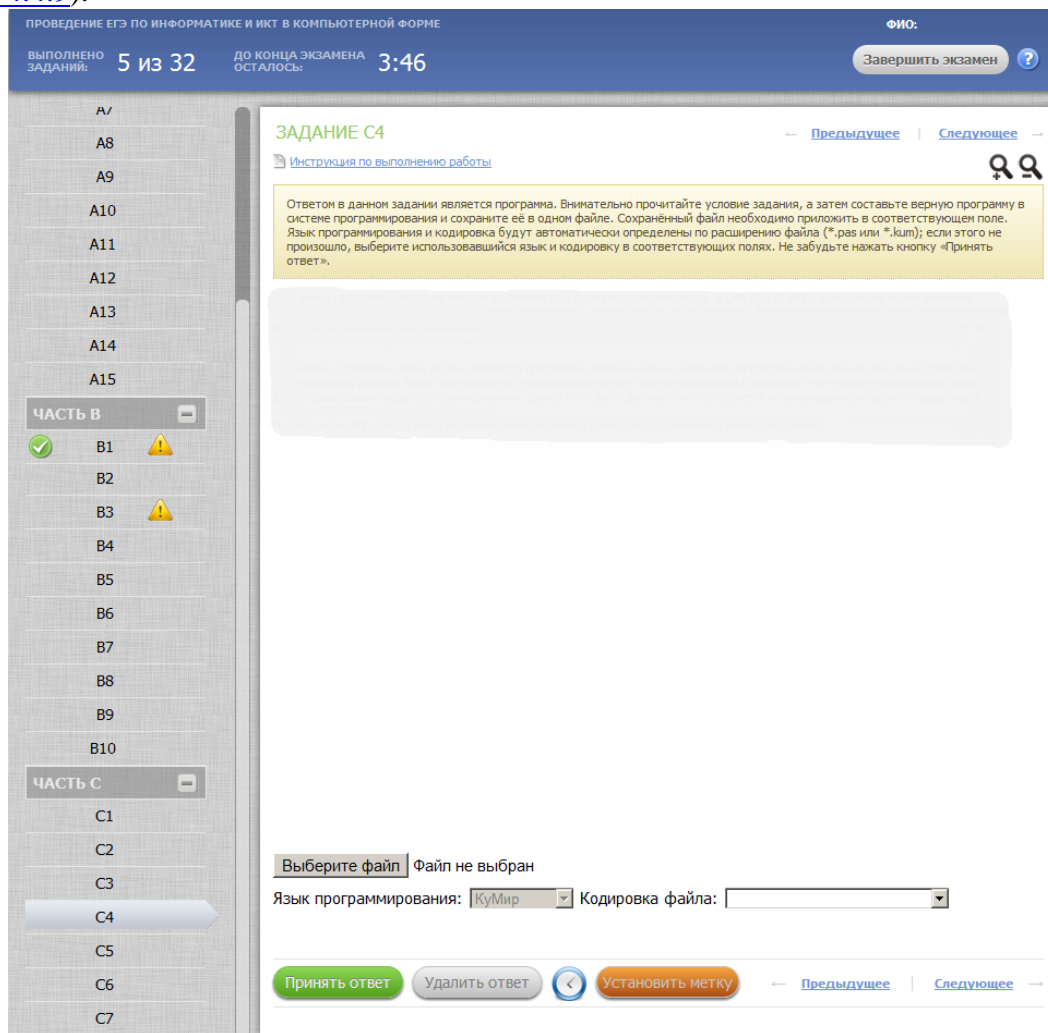 ПРОВЕДЕНИЕ ЕГЭ ПО ИНФОРМАТИКЕ И ИКТ В КОМПЬЮТЕРНОЙ ФОРМЕ
ФИО:
ВЫПОЛНЕНО ЗАДАНИЙ: 5 из 32 ДО КОНЦА ЭКЗАМЕНА ОСТАЛОСЬ: 3:46
Завершить экзамен ?
A7
A8
A9
A10
A11
A12
A13
A14
A15
ЧАСТЬ B
B1
B2
B3
B4
B5
B6
B7
B8
B9
B10
ЧАСТЬ C
C1
C2
C3
C4
C5
C6
C7
ЗАДАНИЕ C4
← Предыдущее | Следующее →
Инструкция по выполнению работы
Ответом в данном задании является программа. Внимательно прочитайте условие задания, а затем составьте верную программу в
системе программирования и сохраните её в одном файле. Сохранённый файл необходимо приложить в соответствующем поле.
Язык программирования и кодировка будут автоматически определены по расширению файла (*.pas или *.kum); если этого не
произошло, выберите использовавшийся язык и кодировку в соответствующих полях. Не забудьте нажать кнопку «Принять
ответ».
Выберите файл Файл не выбран
Язык программирования: КуМир Кодировка файла:
Принять ответ Удалить ответ Установить метку ← Предыдущее | Следующее →